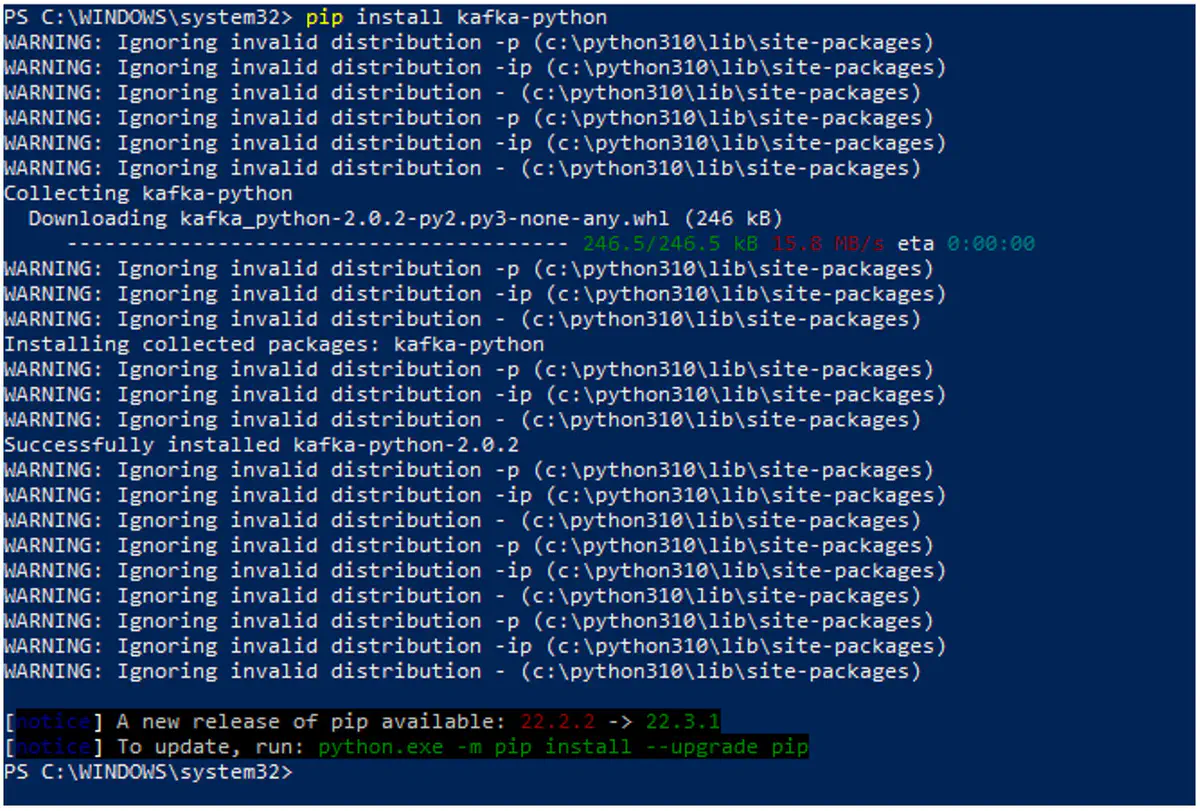 PS C:\WINDOWS\system32> pip install kafka-python
WARNING: Ignoring invalid distribution -p (c:\python310\lib\site-packages)
WARNING: Ignoring invalid distribution -ip (c:\python310\lib\site-packages)
WARNING: Ignoring invalid distribution - (c:\python310\lib\site-packages)
WARNING: Ignoring invalid distribution -p (c:\python310\lib\site-packages)
WARNING: Ignoring invalid distribution -ip (c:\python310\lib\site-packages)
WARNING: Ignoring invalid distribution - (c:\python310\lib\site-packages)
Collecting kafka-python
  Downloading kafka_python-2.0.2-py2.py3-none-any.whl (246 kB)
     ---------------------------------------- 246.5/246.5 kB 15.8 MB/s eta 0:00:00
WARNING: Ignoring invalid distribution -p (c:\python310\lib\site-packages)
WARNING: Ignoring invalid distribution -ip (c:\python310\lib\site-packages)
WARNING: Ignoring invalid distribution - (c:\python310\lib\site-packages)
Installing collected packages: kafka-python
WARNING: Ignoring invalid distribution -p (c:\python310\lib\site-packages)
WARNING: Ignoring invalid distribution -ip (c:\python310\lib\site-packages)
WARNING: Ignoring invalid distribution - (c:\python310\lib\site-packages)
Successfully installed kafka-python-2.0.2
WARNING: Ignoring invalid distribution -p (c:\python310\lib\site-packages)
WARNING: Ignoring invalid distribution -ip (c:\python310\lib\site-packages)
WARNING: Ignoring invalid distribution - (c:\python310\lib\site-packages)
WARNING: Ignoring invalid distribution -p (c:\python310\lib\site-packages)
WARNING: Ignoring invalid distribution -ip (c:\python310\lib\site-packages)
WARNING: Ignoring invalid distribution - (c:\python310\lib\site-packages)
WARNING: Ignoring invalid distribution -p (c:\python310\lib\site-packages)
WARNING: Ignoring invalid distribution -ip (c:\python310\lib\site-packages)
WARNING: Ignoring invalid distribution - (c:\python310\lib\site-packages)
[notice] A new release of pip available: 22.2.2 -> 22.3.1
[notice] To update, run: python.exe -m pip install --upgrade pip
PS C:\WINDOWS\system32>